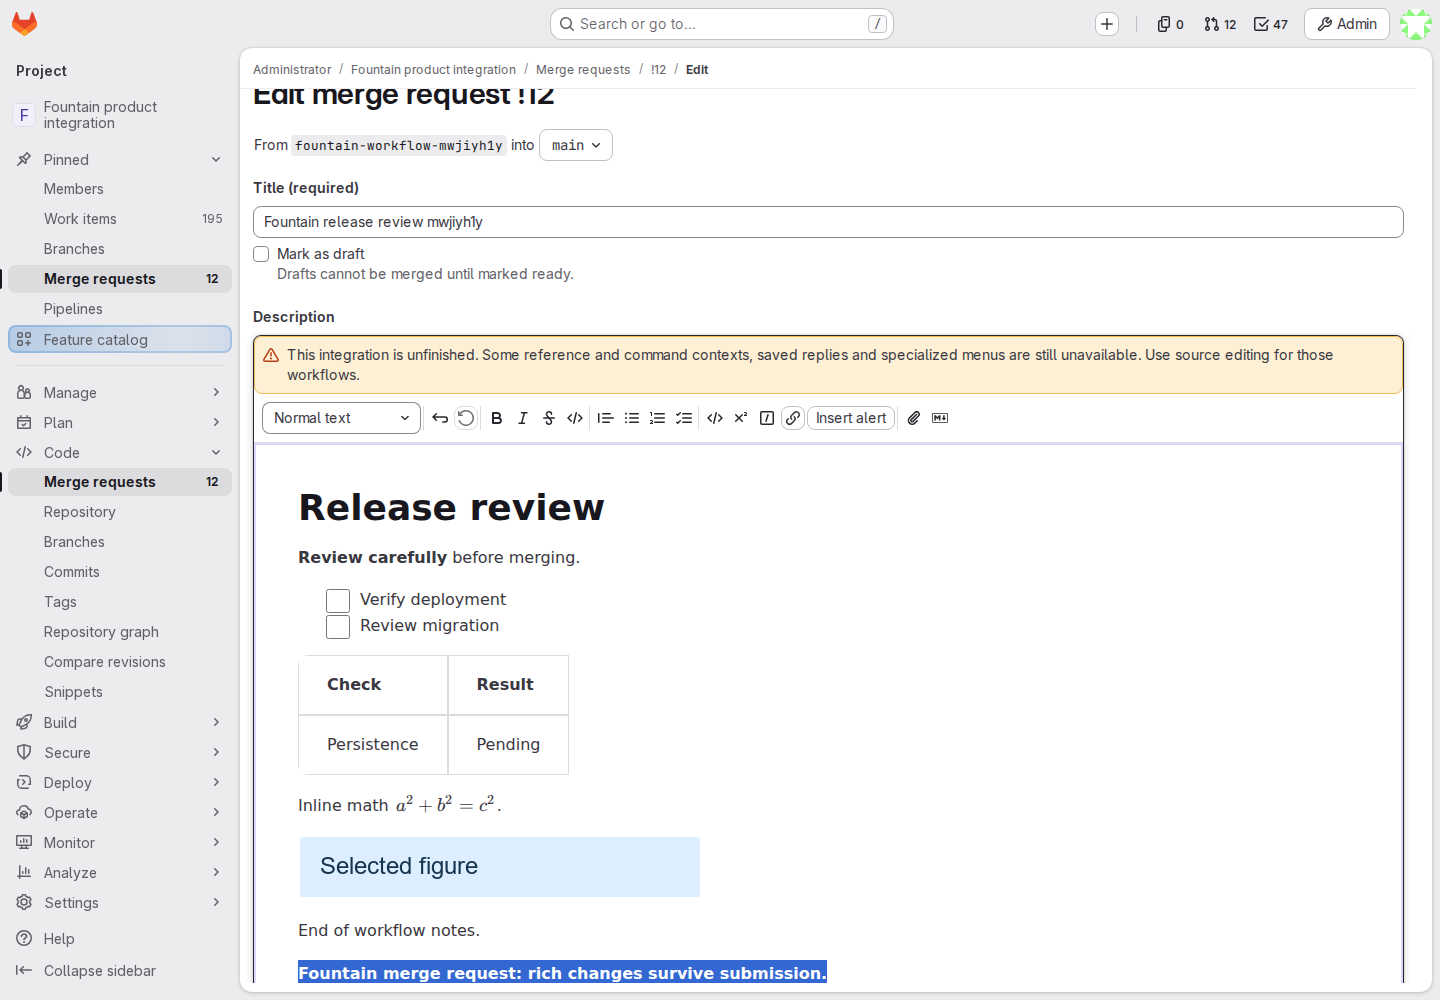 Search or go to...
/
0
12
47
Admin
Project
F
Fountain product integration
Pinned
Members
Work items
195
Branches
Merge requests
12
Pipelines
Feature catalog
Manage
Plan
Code
Merge requests
12
Repository
Branches
Commits
Tags
Repository graph
Compare revisions
Snippets
Build
Secure
Deploy
Operate
Monitor
Analyze
Settings
Help
Collapse sidebar
Administrator / Fountain product integration / Merge requests / !12 / Edit
Edit merge request !12
From fountain-workflow-mwjiyh1y into main
Title (required)
Fountain release review mwjiyh1y
Mark as draft
Drafts cannot be merged until marked ready.
Description
This integration is unfinished. Some reference and command contexts, saved replies and specialized menus are still unavailable. Use source editing for those
workflows.
Normal text
Insert alert
Release review
Review carefully before merging.
Verify deployment
Review migration
Check Result
Persistence Pending
Inline math a² + b² = c².
Selected figure
End of workflow notes.
Fountain merge request: rich changes survive submission.